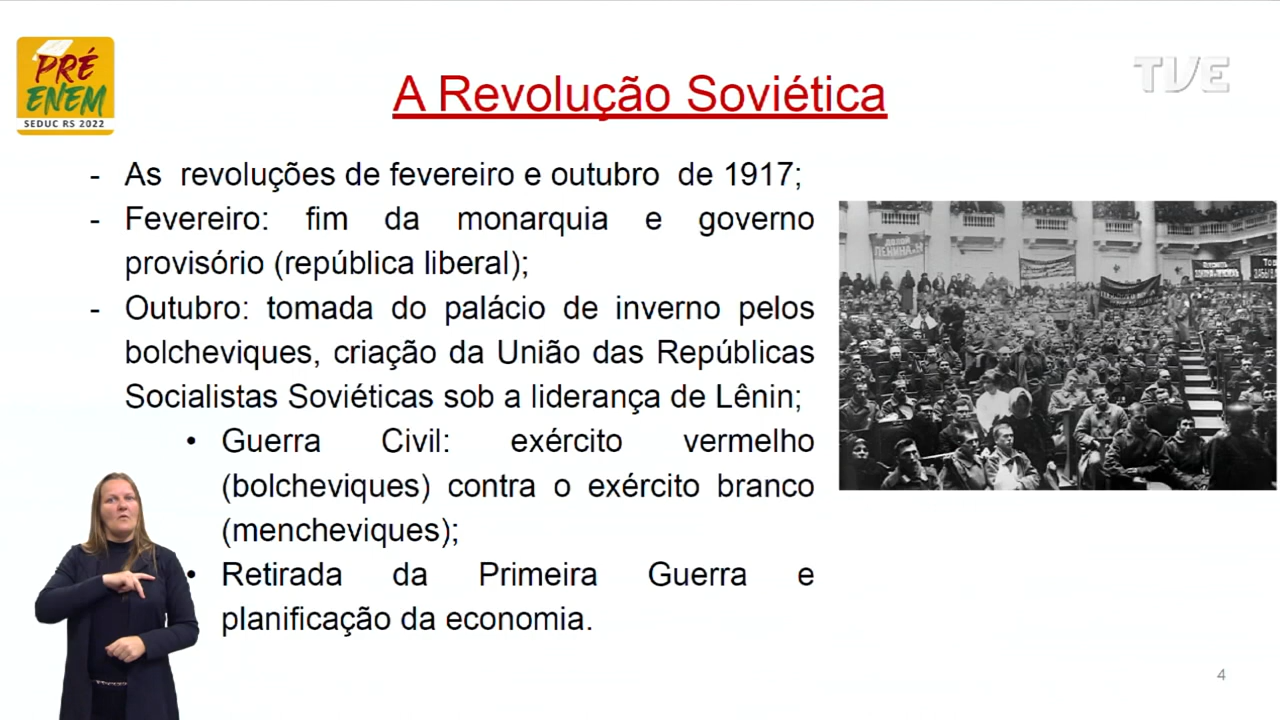 PRÉ
ENEM
SEDUC RS 2022
TVE
A Revolução Soviética
- As revoluções de fevereiro e outubro de 1917;
- Fevereiro: fim da monarquia e governo
provisório (república liberal);
- Outubro: tomada do palácio de inverno pelos
bolcheviques, criação da União das Repúblicas
Socialistas Soviéticas sob a liderança de Lênin;
• Guerra Civil: exército vermelho
(bolcheviques) contra o exército branco
(mencheviques);
• Retirada da Primeira Guerra e
planificação da economia.
ДОЛОЙ
4